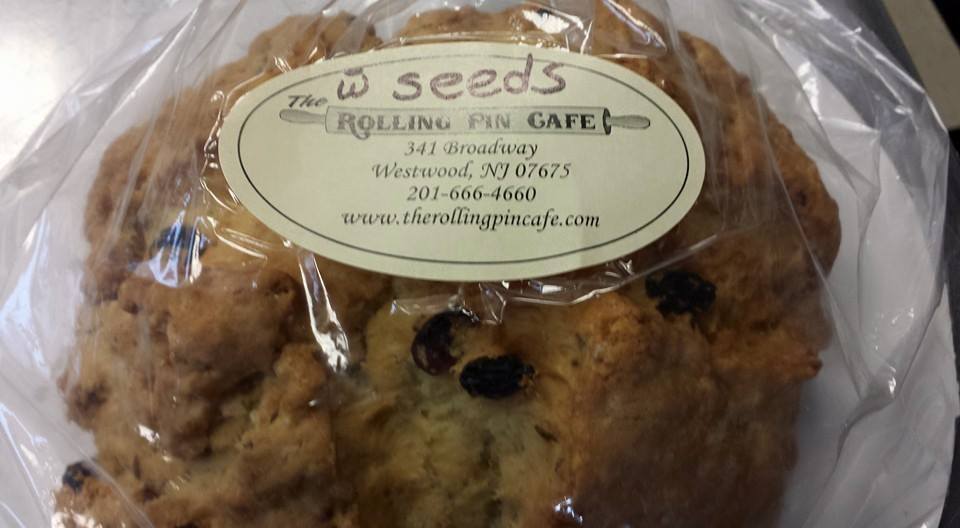 w̄ seeds
The
ROLLING PIN CAFE
341 Broadway
Westwood, NJ 07675
201-666-4660
www.therollingpincafe.com